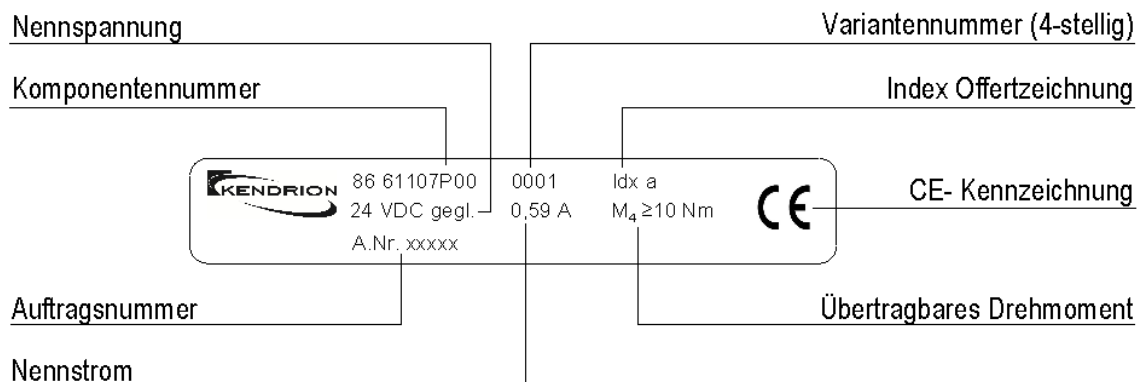 Nennspannung
Variantennummer (4-stellig)
Komponentennummer
Index Offertzeichnung
KENDRION
86 61107P00 0001 Idx a
24 VDC gegl. 0,59 A M₄ ≥10 Nm
A.Nr. xxxxx
CE
CE- Kennzeichnung
Auftragsnummer
Übertragbares Drehmoment
Nennstrom